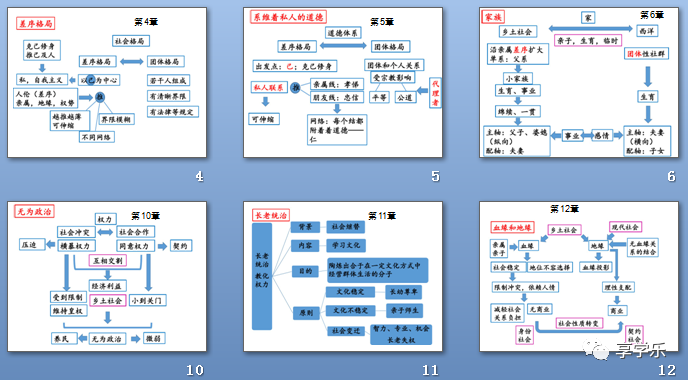 差序格局
第4章
克已修身
推已及人
社会格局
差序格局
团体格局
私,自我主义
以己为中心
若干人组成
人伦(差序)
亲属,地缘,权势
推
有清晰界限
越推越薄
可伸缩
界限模糊
有法律等规定
不同网络
4
系维着私人的道德
第5章
道德体系
差序格局
团体格局
出发点:已:克己修身
团体和个人关系
受宗教影响
私人联系
推
亲属线:孝悌
朋友线:忠信
平等
公道
代理者
可伸缩
网络:每个结都
附着着道德——
仁
5
家族
第6章
家
乡土社会
亲子,生育,临时
西洋
沿亲属差序扩大
单系:父系
团体性社群
小家族
生育、事业
生育
绵续、一贯
主轴:父子、婆媳
(纵向)
配轴:夫妻
事业
感情
主轴:夫妻
(横向)
配轴:子女
6
无为政治
第10章
权力
社会冲突
社会合作
压迫
横暴权力
同意权力
契约
互相交割
经济利益
受到限制
维持皇权
乡土社会
小到关门
养民
无为政治
微弱
10
长老统治
第11章
背景
社会继替
内容
学习文化
长老统治
教化权力
目的
陶炼出合于在一定文化方式中
经营群体生活的分子
原则
文化稳定
长幼尊卑
文化不稳定
亲子师生
社会变迁
智力、专业、机会
长老失权
11
第12章
血缘和地缘
乡土社会
现代社会
亲属
亲子
血缘
地缘
无血缘关
系的结合
社会稳定
地位不容选择
血缘投影
限制冲突,依赖人情
理性支配
减轻社会
关系负担
无商业
商业
身份
社会
社会性质转变
契约
社会
12
享学乐